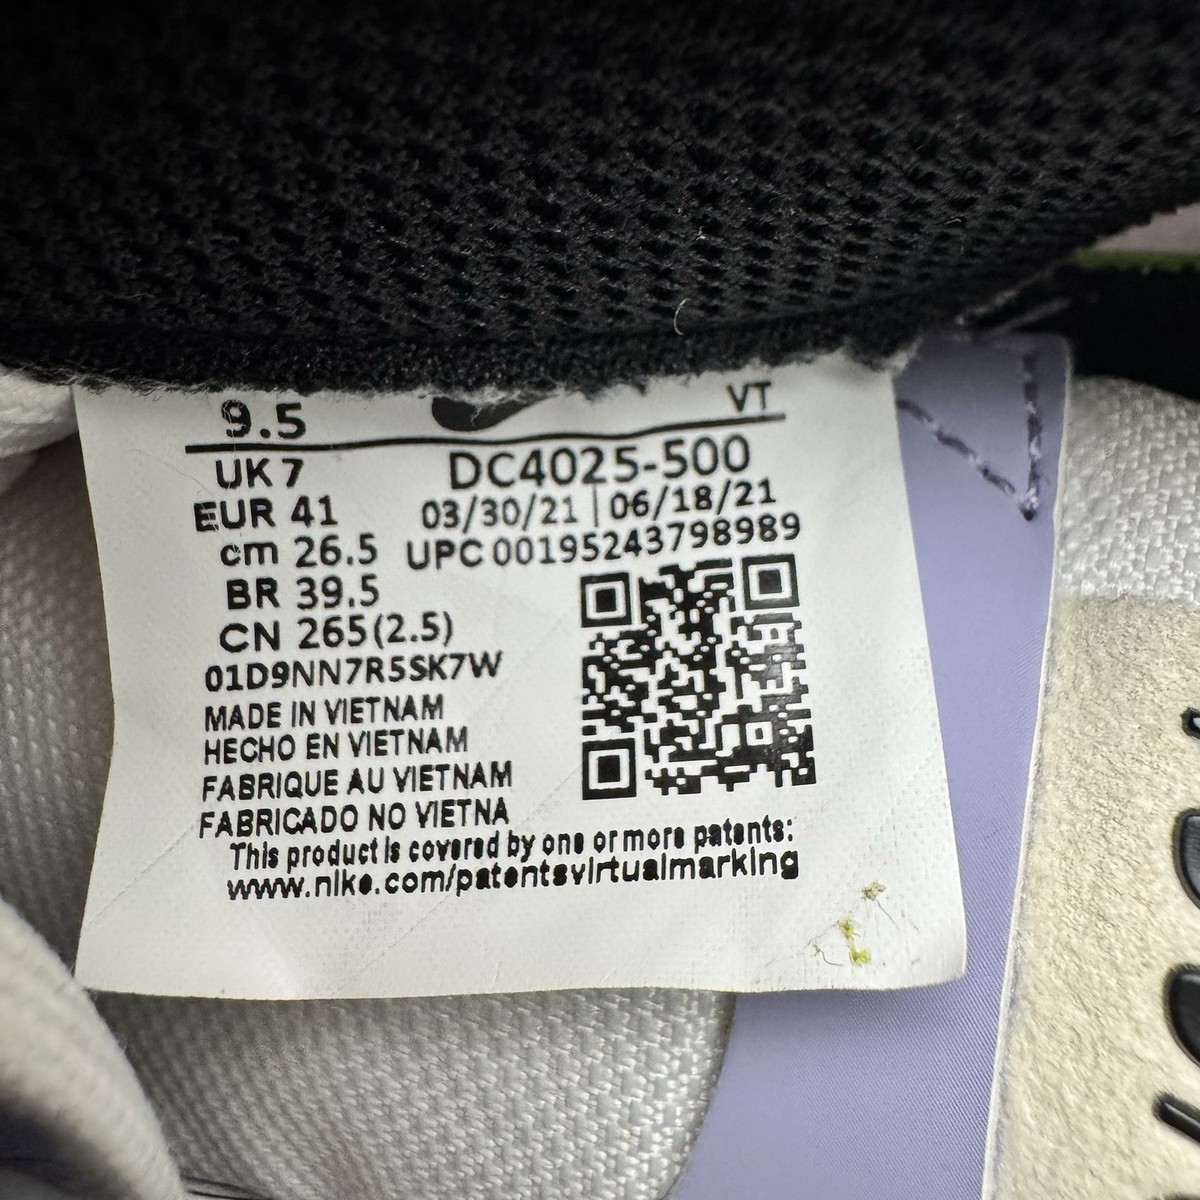 9.5 VT
UK 7 DC4025-500
EUR 41 03/30/21 | 06/18/21
cm 26.5 UPC 00195243798989
BR 39.5
CN 265(2.5)
01D9NN7R5SK7W
MADE IN VIETNAM
HECHO EN VIETNAM
FABRIQUE AU VIETNAM
FABRICADO NO VIETNA
This product is covered by one or more patents:
www.nike.com/patentsvirtualmarking